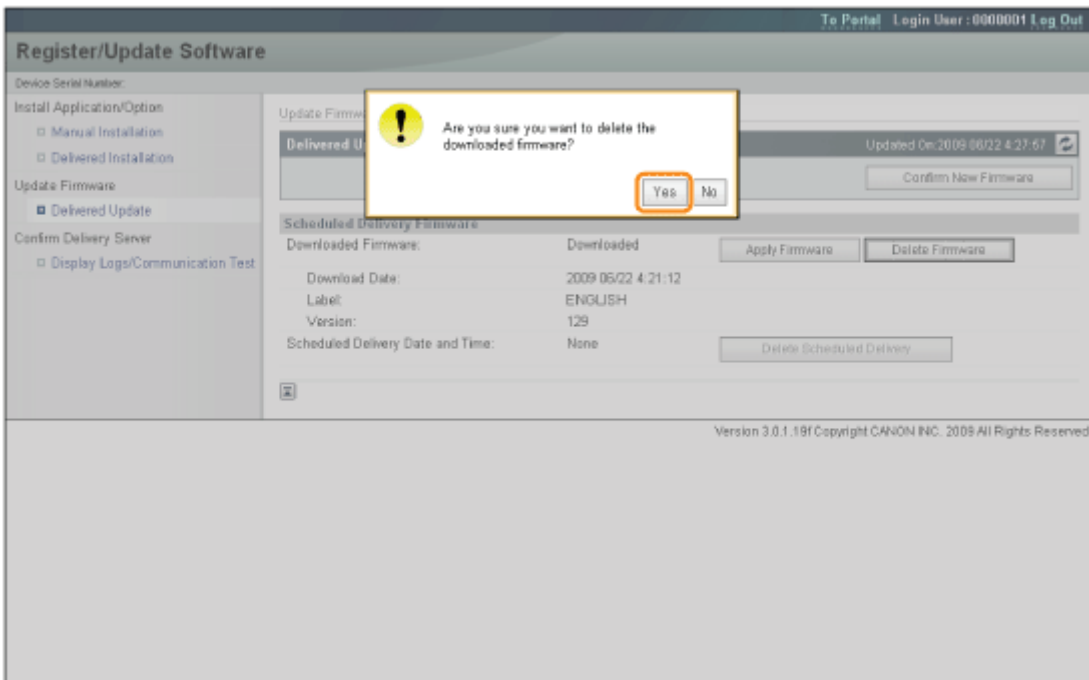 To Portal Login User : 0000001 Log Out
Register/Update Software
Device Serial Number:
Install Application/Option
Manual Installation
Delivered Installation
Update Firmware
Delivered Update
Confirm Delivery Server
Display Logs/Communication Test
Update Firmw
Delivered U
Updated On:2009 06/22 4:27:57
Confirm New Firmware
Are you sure you want to delete the
downloaded firmware?
Yes No
Scheduled Delivery Firmware
Downloaded Firmware: Downloaded Apply Firmware Delete Firmware
Download Date: 2009 06/22 4:21:12
Label: ENGLISH
Version: 129
Scheduled Delivery Date and Time: None Delete Scheduled Delivery
Version 3.0.1.19f Copyright CANON INC. 2009 All Rights Reserved